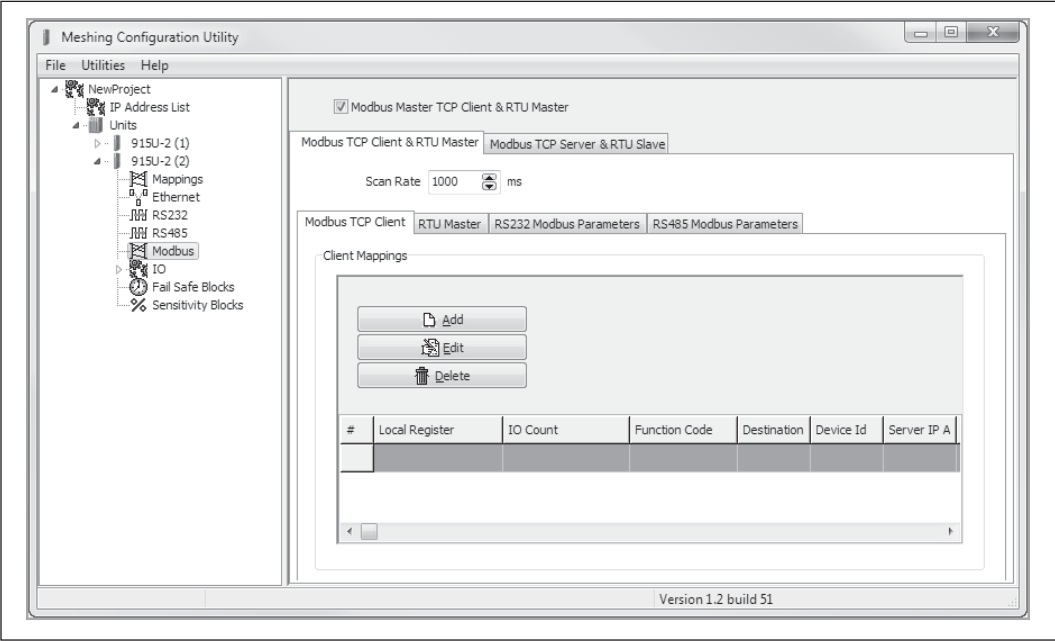 Meshing Configuration Utility
File Utilities Help
NewProject
IP Address List
Units
915U-2 (1)
915U-2 (2)
Mappings
Ethernet
RS232
RS485
Modbus
IO
Fail Safe Blocks
Sensitivity Blocks
Modbus Master TCP Client & RTU Master
Modbus TCP Client & RTU Master Modbus TCP Server & RTU Slave
Scan Rate 1000 ms
Modbus TCP Client RTU Master RS232 Modbus Parameters RS485 Modbus Parameters
Client Mappings
Add
Edit
Delete
# Local Register IO Count Function Code Destination Device Id Server IP A
Version 1.2 build 51